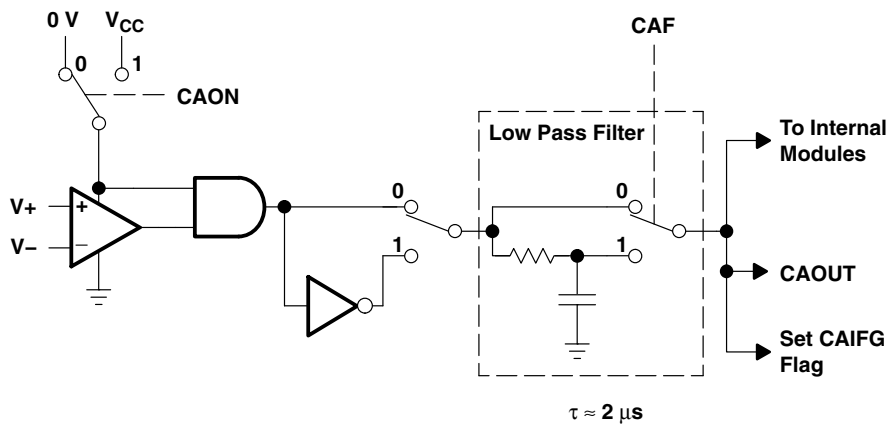 0 V VCC
CAF
0 1
CAON
Low Pass Filter
To Internal
Modules
0
0
V+ +
V− −
1
1
CAOUT
Set CAIFG
Flag
τ ≈ 2 μs